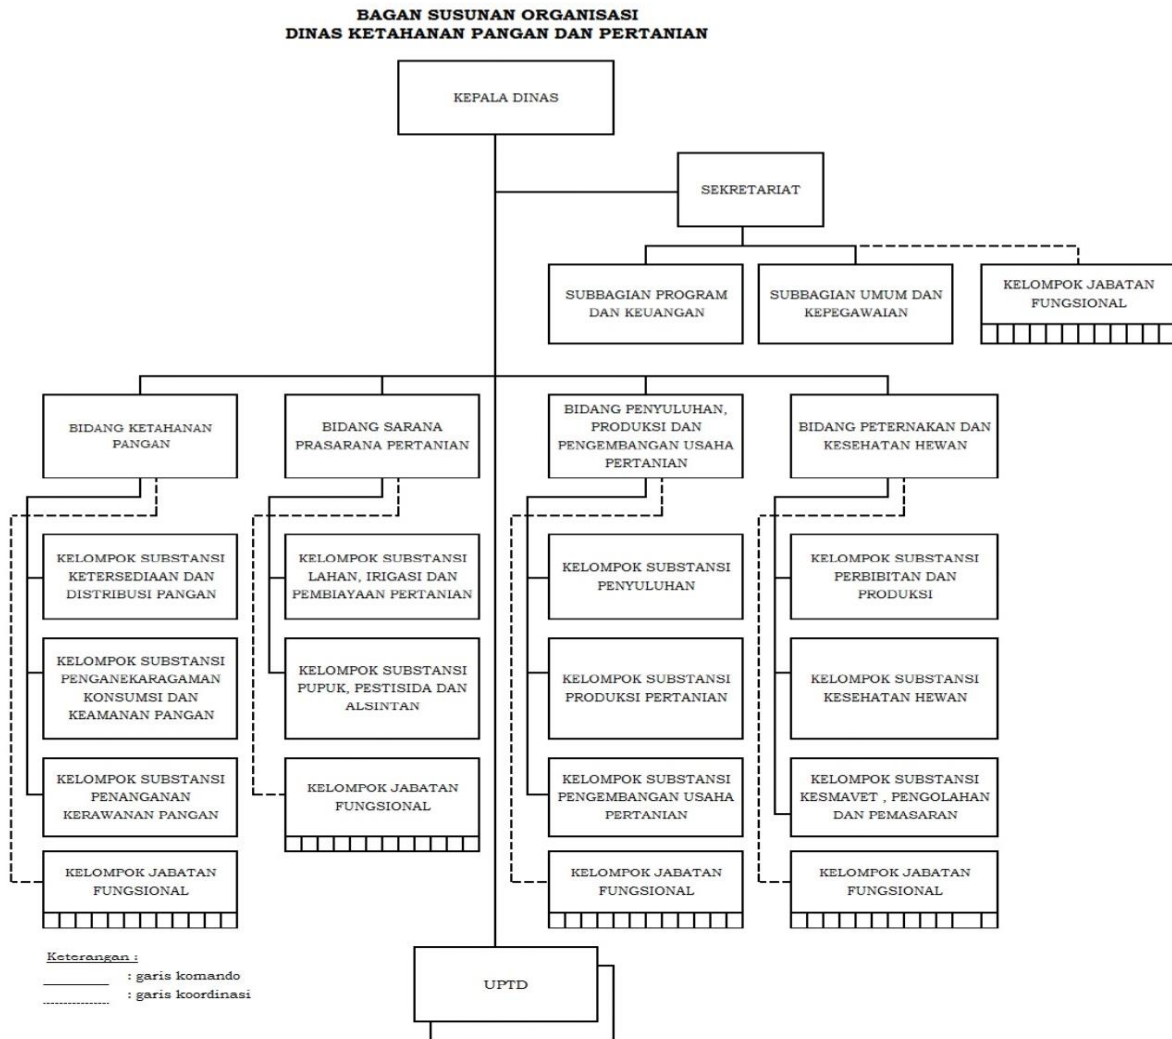 BAGAN SUSUNAN ORGANISASI
DINAS KETAHANAN PANGAN DAN PERTANIAN
KEPALA DINAS
SEKRETARIAT
SUBBAGIAN PROGRAM
DAN KEUANGAN
SUBBAGIAN UMUM DAN
KEPEGAWAIAN
KELOMPOK JABATAN
FUNGSIONAL
BIDANG KETAHANAN
PANGAN
BIDANG SARANA
PRASARANA PERTANIAN
BIDANG PENYULUHAN,
PRODUKSI DAN
PENGEMBANGAN USAHA
PERTANIAN
BIDANG PETERNAKAN DAN
KESEHATAN HEWAN
KELOMPOK SUBSTANSI
KETERSEDIAAN DAN
DISTRIBUSI PANGAN
KELOMPOK SUBSTANSI
LAHAN, IRIGASI DAN
PEMBIAYAAN PERTANIAN
KELOMPOK SUBSTANSI
PENYULUHAN
KELOMPOK SUBSTANSI
PERBIBITAN DAN
PRODUKSI
KELOMPOK SUBSTANSI
PENGANEKARAGAMAN
KONSUMSI DAN
KEAMANAN PANGAN
KELOMPOK SUBSTANSI
PUPUK, PESTISIDA DAN
ALSINTAN
KELOMPOK SUBSTANSI
PRODUKSI PERTANIAN
KELOMPOK SUBSTANSI
KESEHATAN HEWAN
KELOMPOK SUBSTANSI
PENANGANAN
KERAWANAN PANGAN
KELOMPOK JABATAN
FUNGSIONAL
KELOMPOK SUBSTANSI
PENGEMBANGAN USAHA
PERTANIAN
KELOMPOK SUBSTANSI
KESMAVET , PENGOLAHAN
DAN PEMASARAN
KELOMPOK JABATAN
FUNGSIONAL
KELOMPOK JABATAN
FUNGSIONAL
KELOMPOK JABATAN
FUNGSIONAL
Keterangan :
: garis komando
: garis koordinasi
UPTD